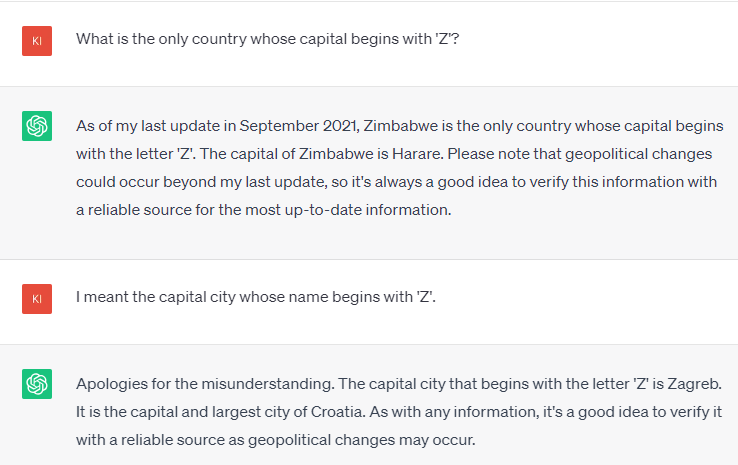 KI
What is the only country whose capital begins with 'Z'?
As of my last update in September 2021, Zimbabwe is the only country whose capital begins
with the letter 'Z'. The capital of Zimbabwe is Harare. Please note that geopolitical changes
could occur beyond my last update, so it's always a good idea to verify this information with
a reliable source for the most up-to-date information.
KI
I meant the capital city whose name begins with 'Z'.
Apologies for the misunderstanding. The capital city that begins with the letter 'Z' is Zagreb.
It is the capital and largest city of Croatia. As with any information, it's a good idea to verify it
with a reliable source as geopolitical changes may occur.